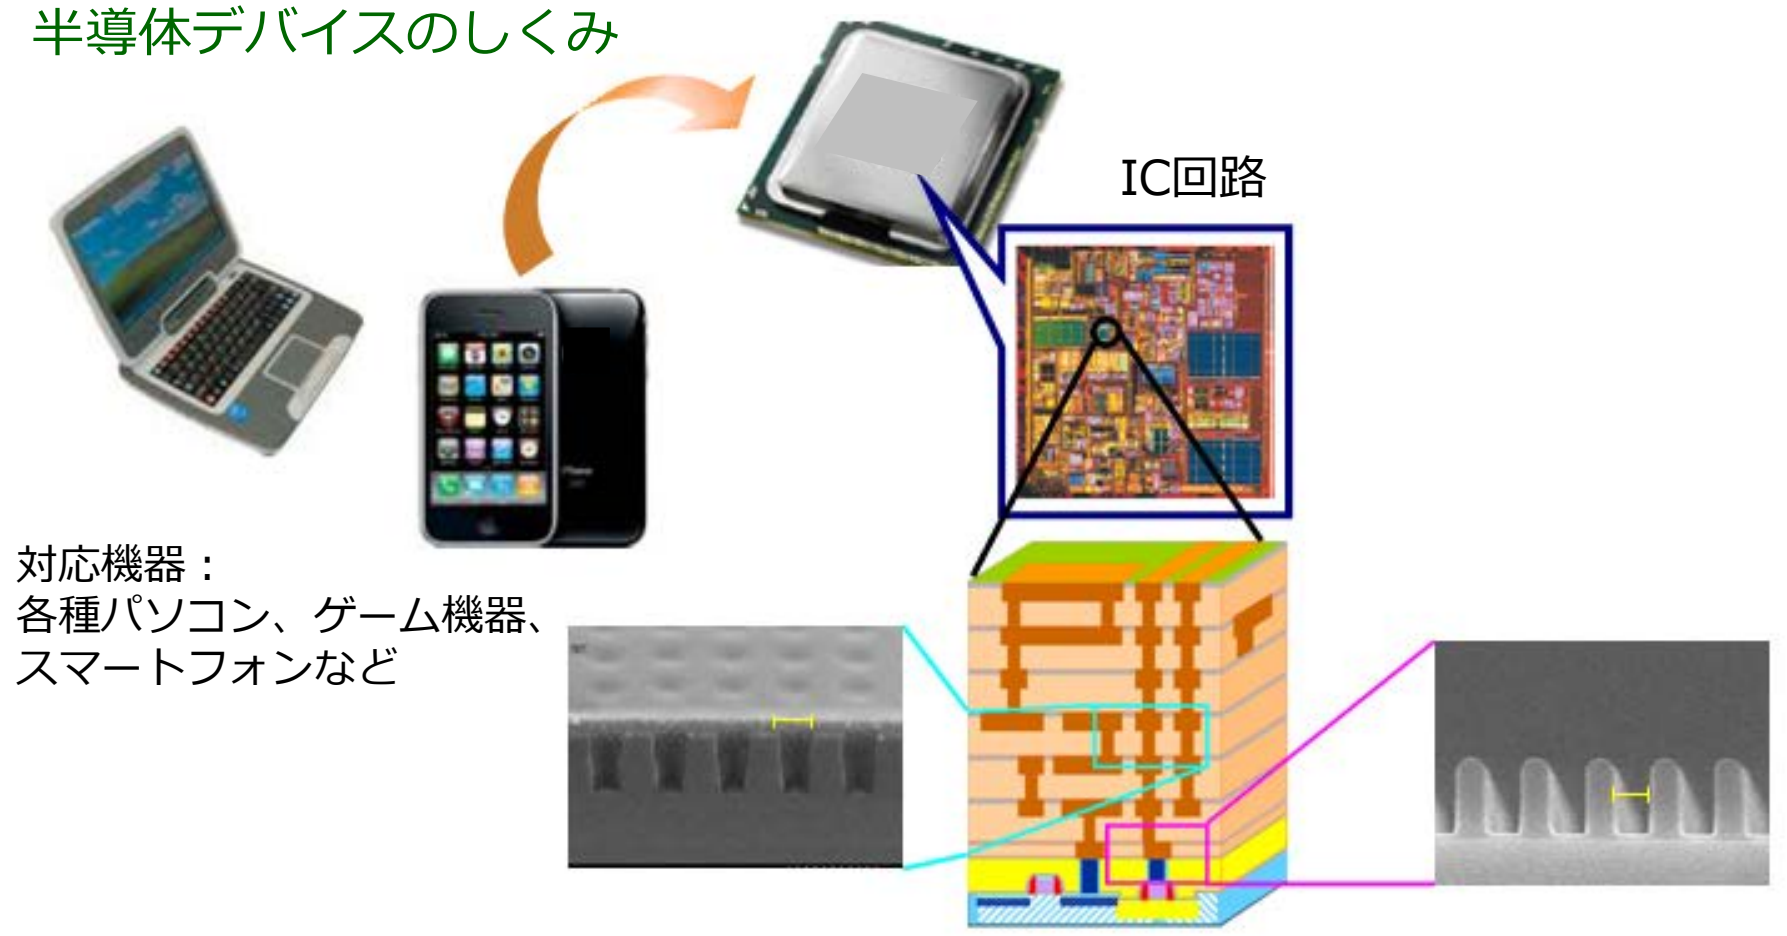 半導体デバイスのしくみ
IC回路
対応機器：
各種パソコン、ゲーム機器、
スマートフォンなど